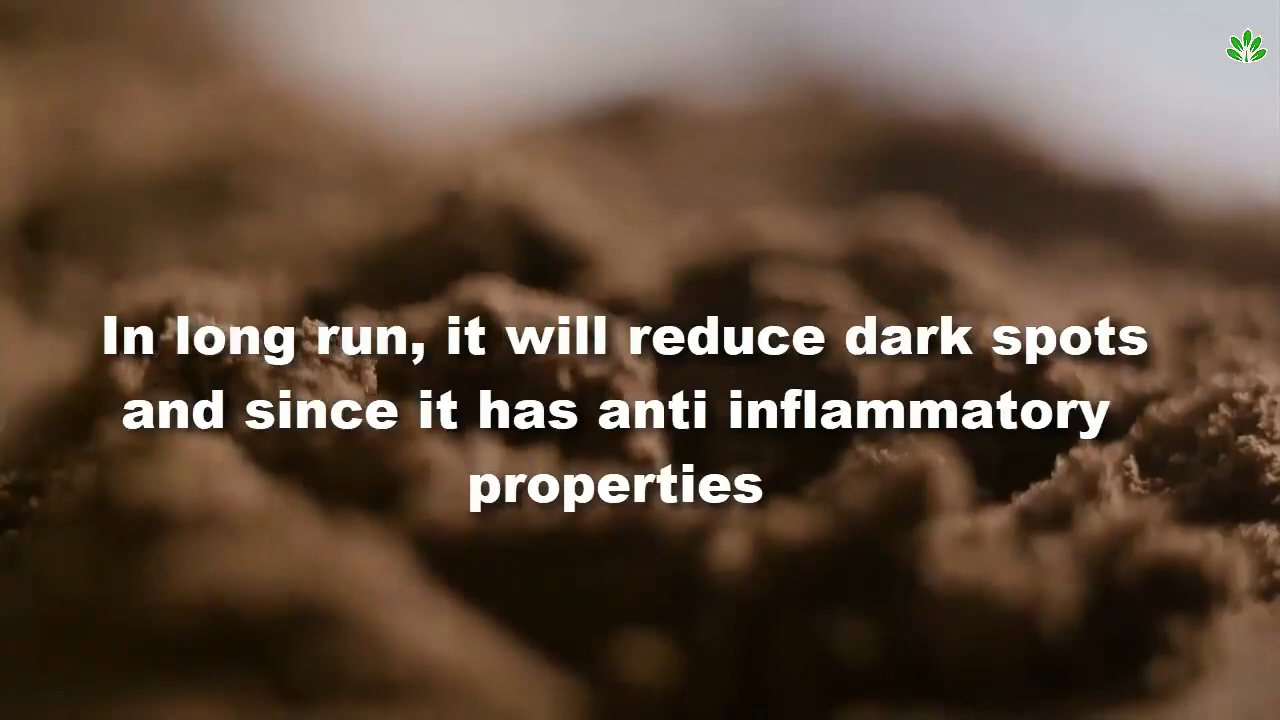 In long run, it will reduce dark spots
and since it has anti inflammatory
properties